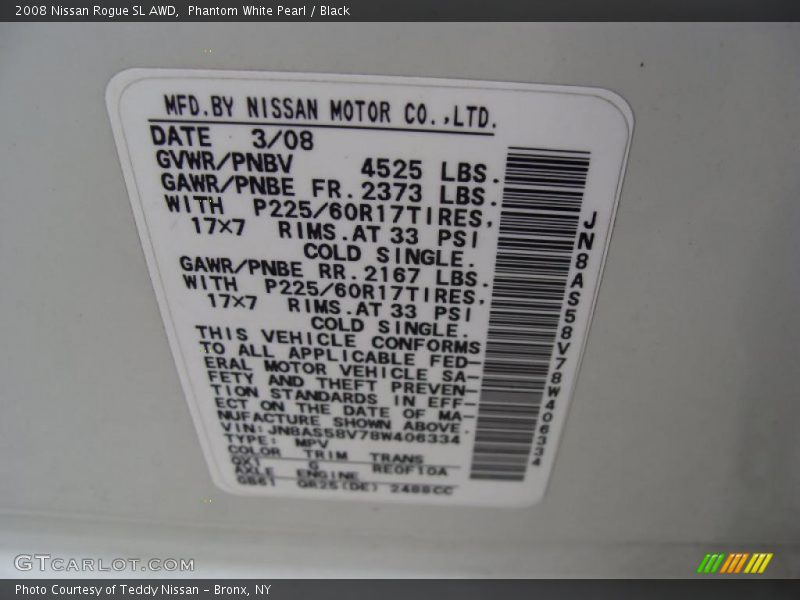 2008 Nissan Rogue SL AWD,  Phantom White Pearl / Black
MFD.BY NISSAN MOTOR CO.,LTD.
DATE 3/08
GVWR/PNBV 4525 LBS.
GAWR/PNBE FR. 2373 LBS.
WITH P225/60R17TIRES,
17×7 RIMS.AT 33 PSI
COLD SINGLE.
GAWR/PNBE RR. 2167 LBS.
WITH P225/60R17TIRES.
17×7 RIMS.AT 33 PSI
COLD SINGLE.
THIS VEHICLE CONFORMS
TO ALL APPLICABLE FED-
ERAL MOTOR VEHICLE SA-
FETY AND THEFT PREVEN-
TION STANDARDS IN EFF-
ECT ON THE DATE OF MA-
NUFACTURE SHOWN ABOVE.
VIN: JN8AS58V78W406334
TYPE: MPV
COLOR TRIM TRANS
QX1 G RE0F10A
AXLE ENGINE
GB61 QR25(DE) 2488CC
JN8AS58V78W406334
GTCARLOT.COM
Photo Courtesy of Teddy Nissan - Bronx, NY